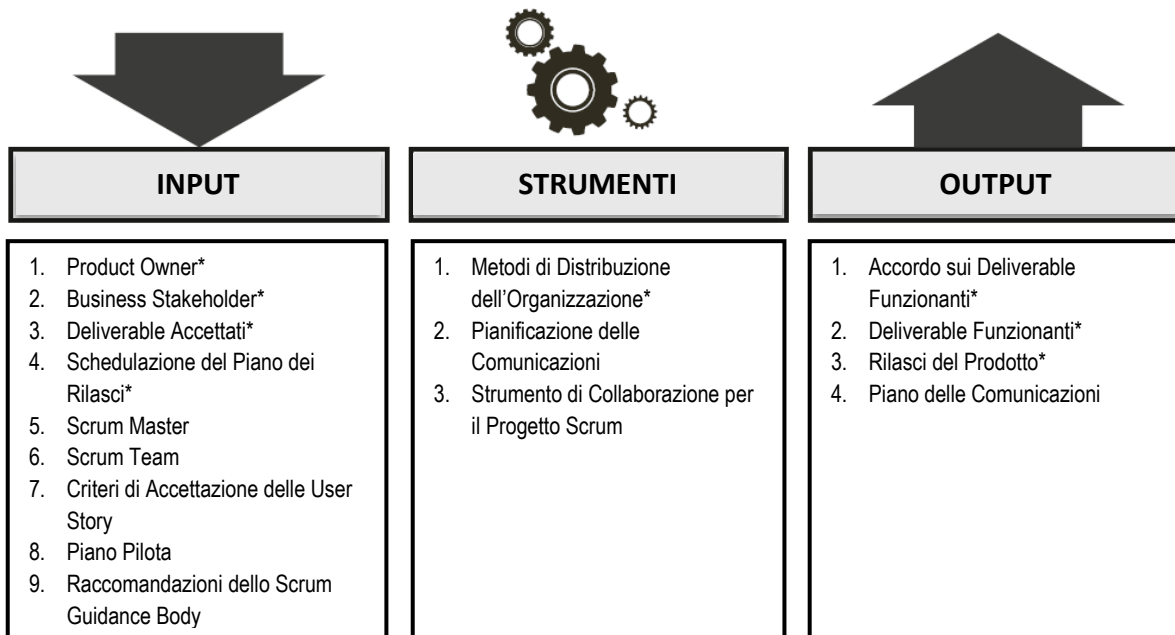 INPUT
1. Product Owner*
2. Business Stakeholder*
3. Deliverable Accettati*
4. Schedulazione del Piano dei
Rilasci*
5. Scrum Master
6. Scrum Team
7. Criteri di Accettazione delle User
Story
8. Piano Pilota
9. Raccomandazioni dello Scrum
Guidance Body
STRUMENTI
1. Metodi di Distribuzione
dell'Organizzazione*
2. Pianificazione delle
Comunicazioni
3. Strumento di Collaborazione per
il Progetto Scrum
OUTPUT
1. Accordo sui Deliverable
Funzionanti*
2. Deliverable Funzionanti*
3. Rilasci del Prodotto*
4. Piano delle Comunicazioni